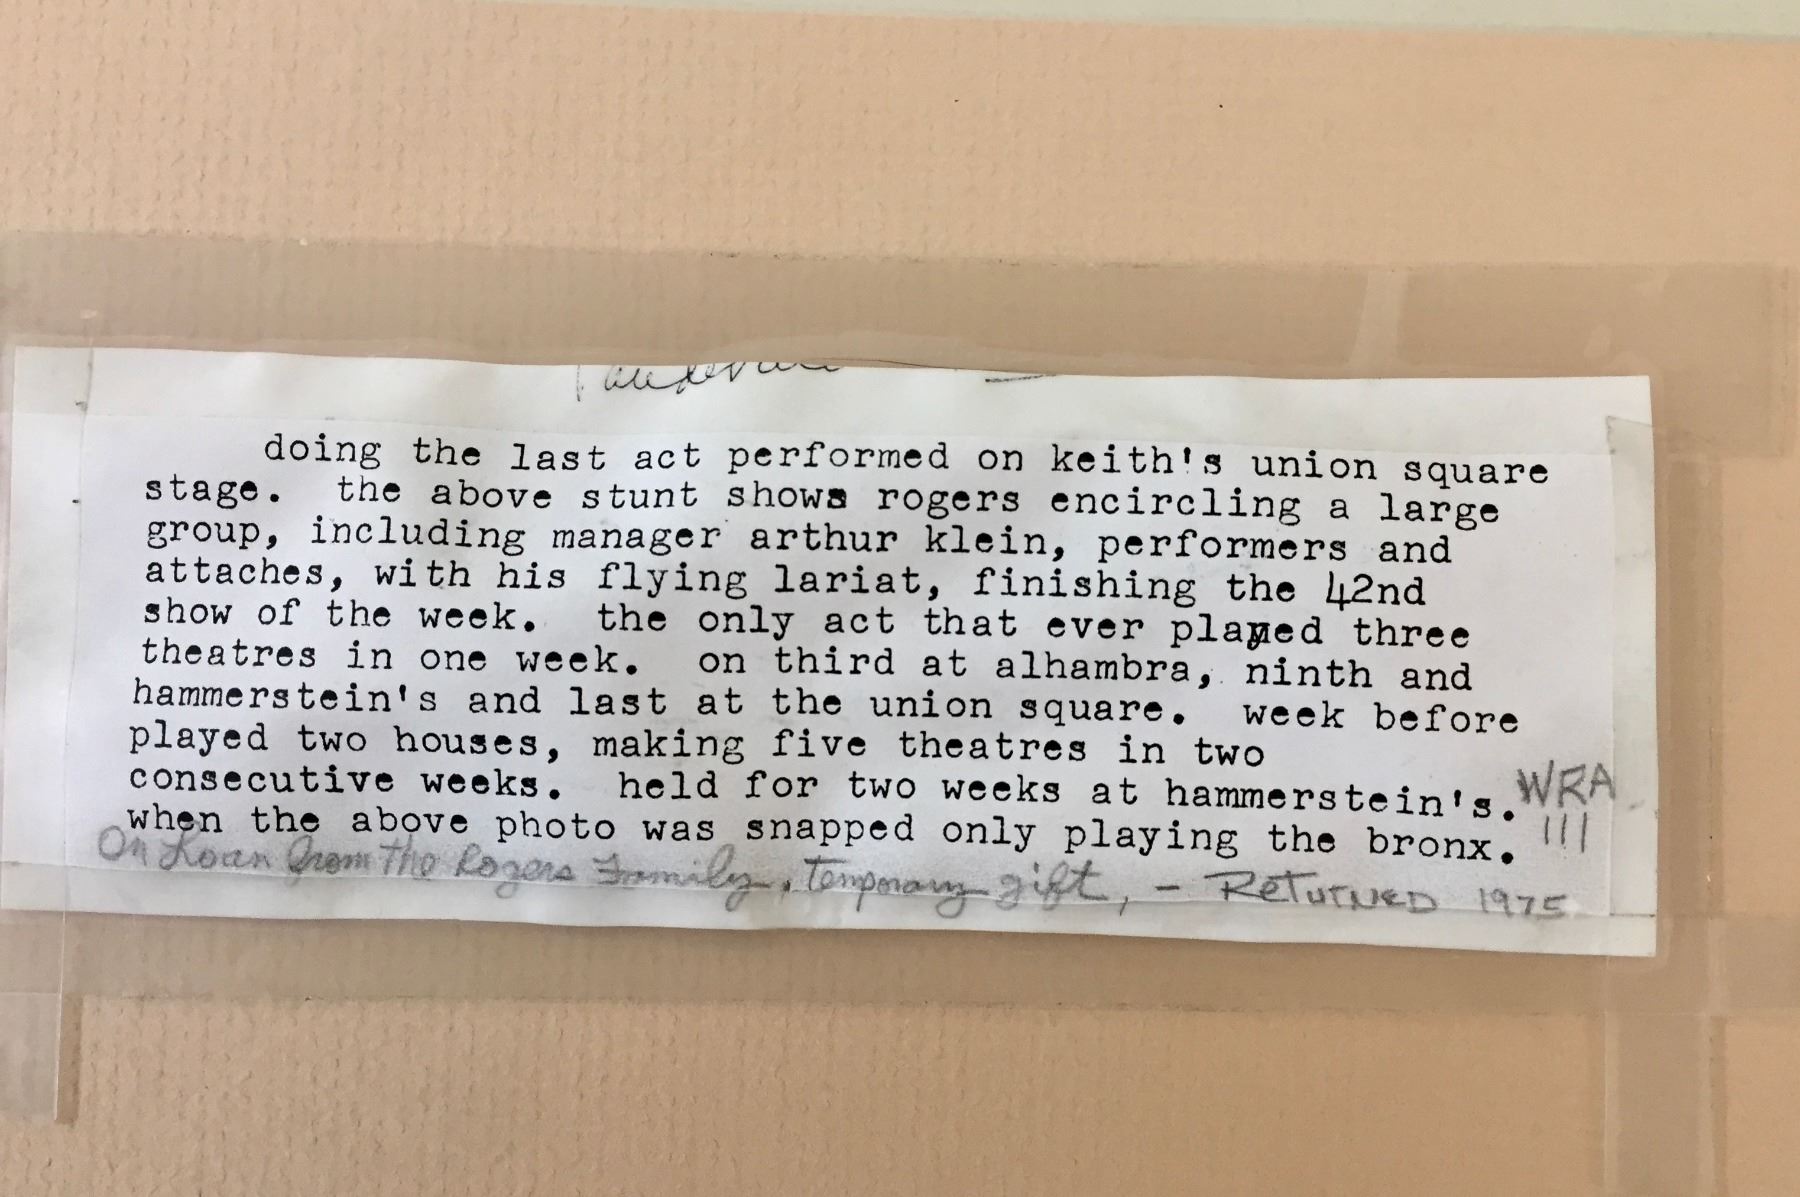 doing the last act performed on keith's union square
stage. the above stunt shows rogers encircling a large
group, including manager arthur klein, performers and
attaches, with his flying lariat, finishing the 42nd
show of the week. the only act that ever played three
theatres in one week. on third at alhambra, ninth and
hammerstein's and last at the union square. week before
played two houses, making five theatres in two
consecutive weeks. held for two weeks at hammerstein's.
when the above photo was snapped only playing the bronx.
WRA
111
On Loan from the Rogers Family, temporary gift, - RETURNED 1975